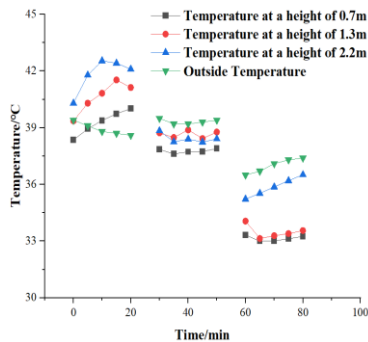 Temperature at a height of 0.7m
Temperature at a height of 1.3m
Temperature at a height of 2.2m
Outside Temperature
Temperature/°C
45
42
39
36
33
30
0
20
40
60
80
100
Time/min